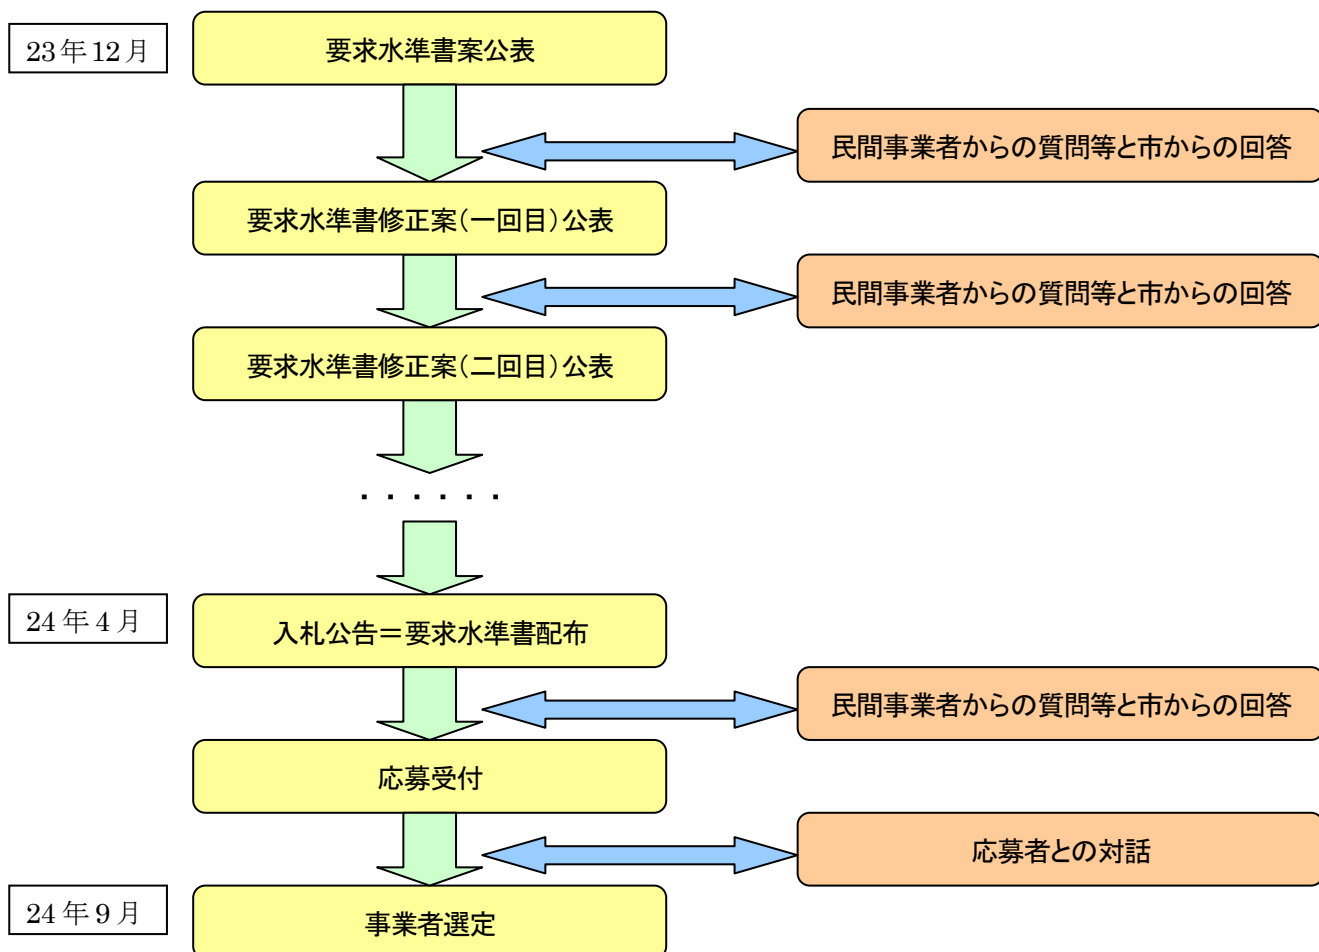 23年12月
要求水準書案公表
民間事業者からの質問等と市からの回答
要求水準書修正案（一回目）公表
民間事業者からの質問等と市からの回答
要求水準書修正案（二回目）公表
・・・・・・
24年4月
入札公告＝要求水準書配布
民間事業者からの質問等と市からの回答
応募受付
応募者との対話
24年9月
事業者選定